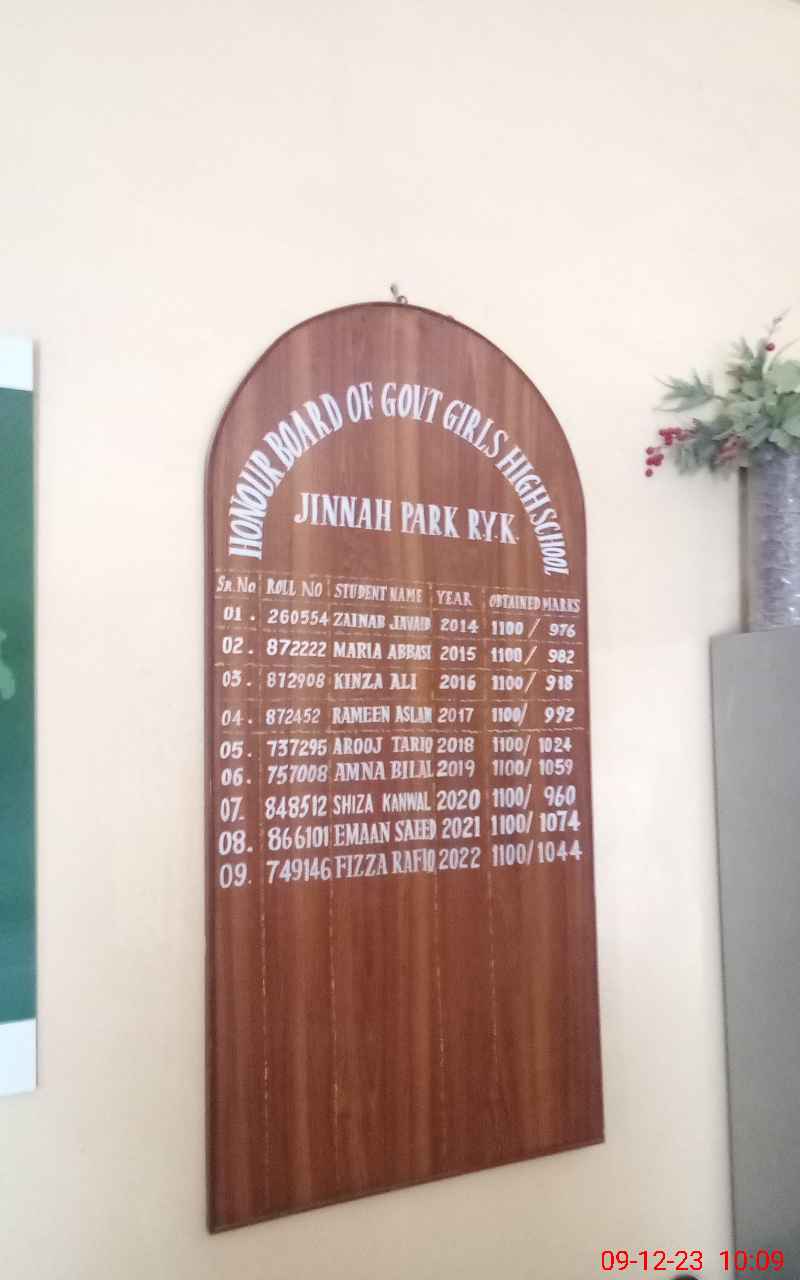 HONOUR BOARD OF GOVT GIRLS HIGH SCHOOL
JINNAH PARK R.Y.K.
Sr.No ROLL NO STUDENT NAME YEAR OBTAINED MARKS
01. 260554 ZAINAB JAVAID 2014 1100/ 976
02. 872222 MARIA ABBASI 2015 1100/ 982
03. 812908 KINZA ALI 2016 1100/ 918
04. 872452 RAMEEN ASLAM 2017 1100/ 992
05. 737295 AROOJ TARIQ 2018 1100/ 1024
06. 757008 AMNA BILAL 2019 1100/ 1059
07. 848512 SHIZA KANWAL 2020 1100/ 960
08. 866101 EMAAN SAEED 2021 1100/ 1074
09. 749146 FIZZA RAFIQ 2022 1100/ 1044
09-12-23 10:09